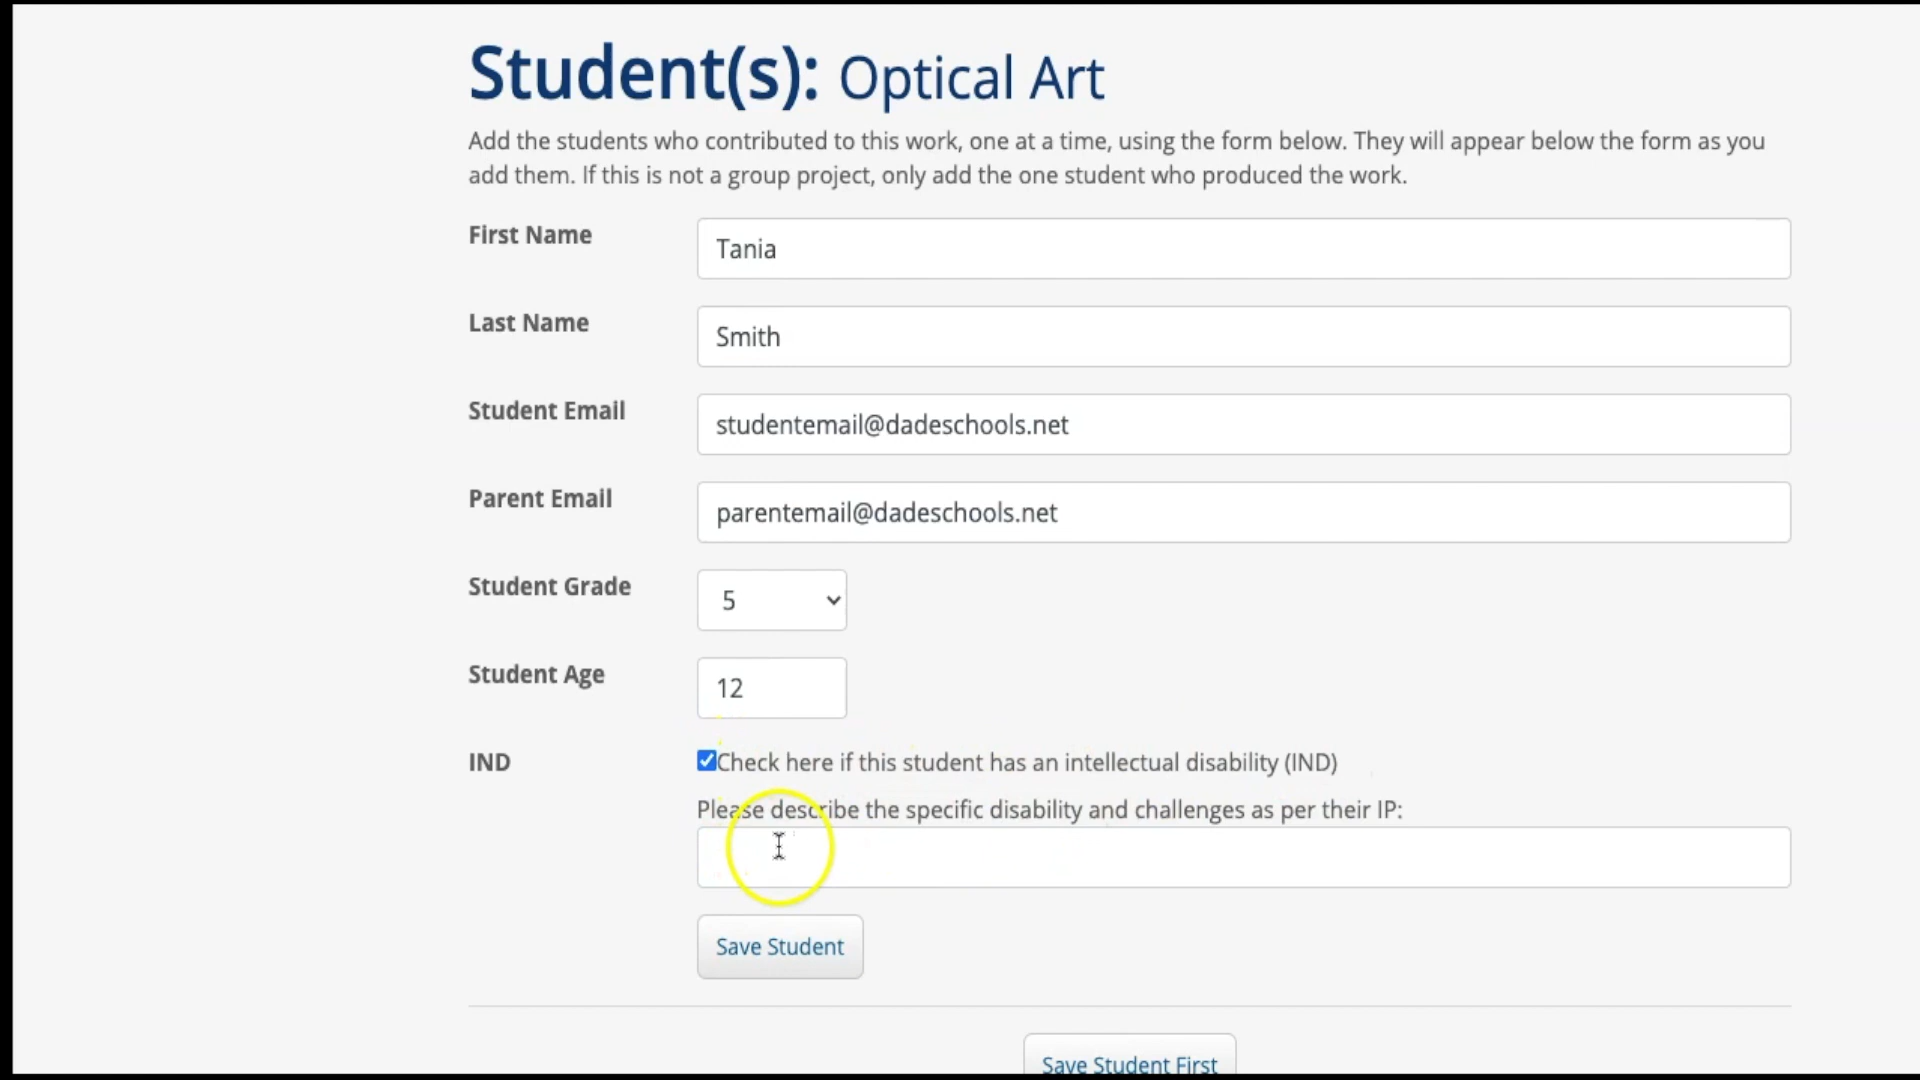 Student(s): Optical Art
Add the students who contributed to this work, one at a time, using the form below. They will appear below the form as you
add them. If this is not a group project, only add the one student who produced the work.
First Name
Tania
Last Name
Smith
Student Email
studentemail@dadeschools.net
Parent Email
parentemail@dadeschools.net
Student Grade
5
Student Age
12
IND
Check here if this student has an intellectual disability (IND)
Please describe the specific disability and challenges as per their IP:
Save Student
Save Student First